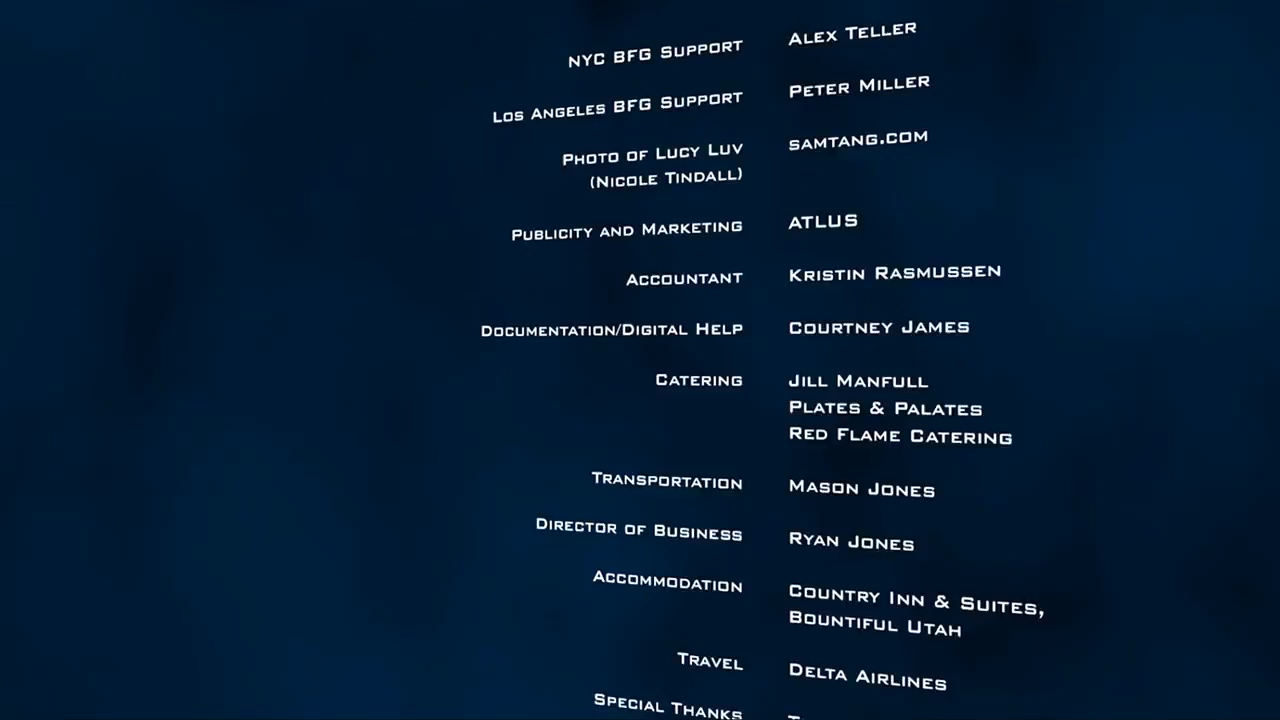 NYC BFG Support Alex Teller
Los Angeles BFG Support Peter Miller
Photo of Lucy Luv samtang.com
(Nicole Tindall)
Publicity and Marketing ATLUS
Accountant Kristin Rasmussen
Documentation/Digital Help Courtney James
Catering Jill Manfull
Plates & Palates
Red Flame Catering
Transportation Mason Jones
Director of Business Ryan Jones
Accommodation Country Inn & Suites,
Bountiful Utah
Travel Delta Airlines
Special Thanks